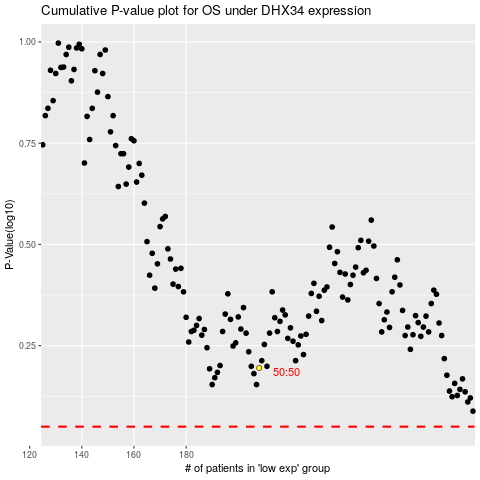 Cumulative P-value plot for OS under DHX34 expression
P-Value(log10)
1.00
0.75
0.50
0.25
50:50
120 140 160 180
# of patients in 'low exp' group